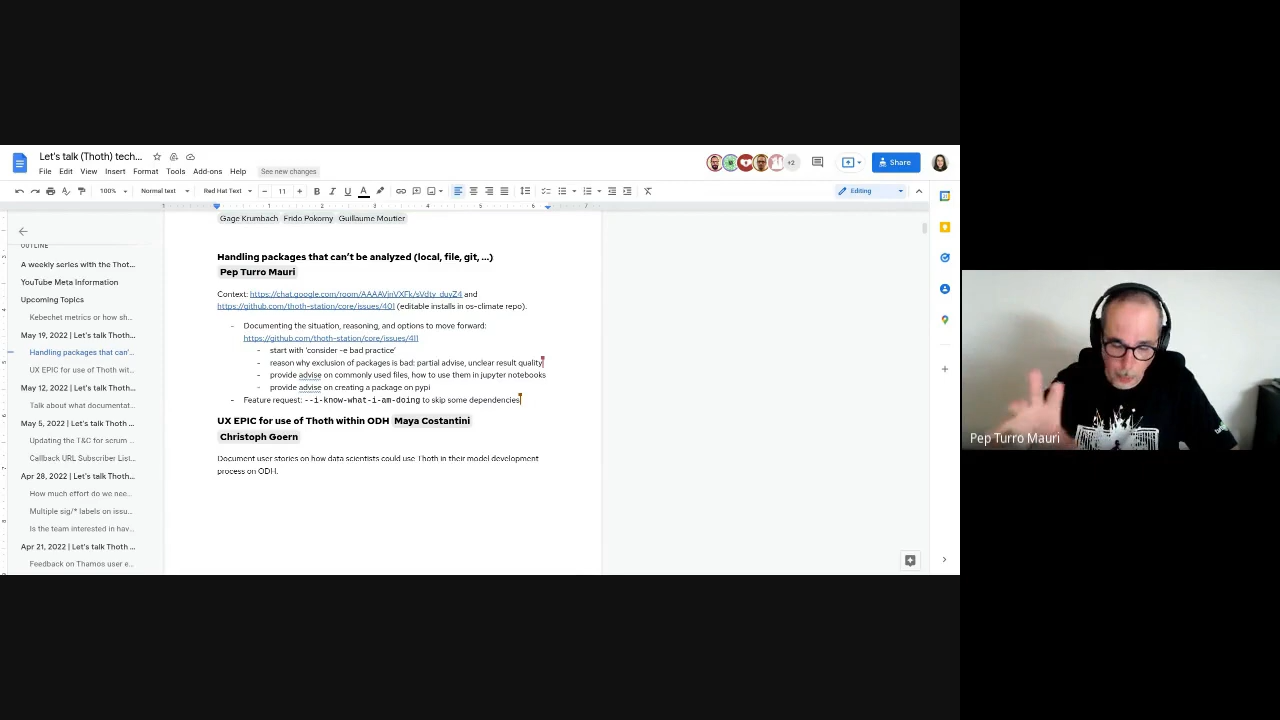 Let's talk (Thoth) tech...
File Edit View Insert Format Tools Add-ons Help See new changes
+2
Share
100% Normal text Red Hat Text 11 B I U A Editing
1 1 2 3 4 5 6 7
Gage Krumbach Frido Pokorny Guillaume Moutier
OUTLINE
A weekly series with the Thot...
YouTube Meta Information
Upcoming Topics
Kebechet metrics or how sh...
May 19, 2022 | Let's talk Thoth...
Handling packages that can'...
UX EPIC for use of Thoth wit...
May 12, 2022 | Let's talk Thoth...
Talk about what documentat...
May 5, 2022 | Let's talk Thoth...
Updating the T&C for scrum ...
Callback URL Subscriber List...
Apr 28, 2022 | Let's talk Thoth...
How much effort do we nee...
Multiple sig/* labels on issu...
Is the team interested in hav...
Apr 21, 2022 | Let's talk Thoth ...
Feedback on Thamos user e...
Handling packages that can't be analyzed (local, file, git, ...)
Pep Turro Mauri
Context: https://chat.google.com/room/AAAAVjnVXFk/sVdty_duyZ4 and
https://github.com/thoth-station/core/issues/401 (editable installs in os-climate repo).
- Documenting the situation, reasoning, and options to move forward:
https://github.com/thoth-station/core/issues/411
- start with 'consider -e bad practice'
- reason why exclusion of packages is bad: partial advise, unclear result quality
- provide advise on commonly used files, how to use them in jupyter notebooks
- provide advise on creating a package on pypi
- Feature request: --i-know-what-i-am-doing to skip some dependencies
UX EPIC for use of Thoth within ODH Maya Costantini
Christoph Goern
Document user stories on how data scientists could use Thoth in their model development
process on ODH.
Pep Turro Mauri